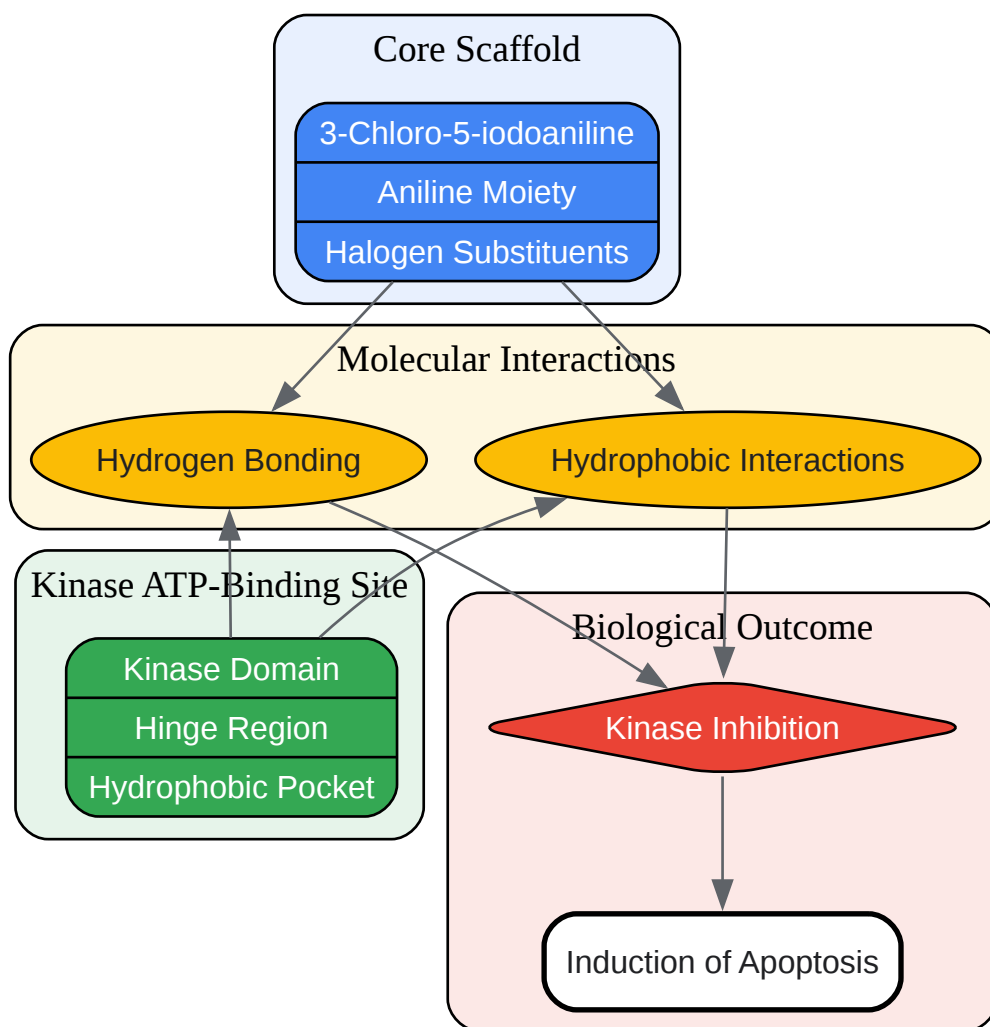 Core Scaffold
3-Chloro-5-iodoaniline
Aniline Moiety
Halogen Substituents
Molecular Interactions
Hydrogen Bonding
Hydrophobic Interactions
Kinase ATP-Binding Site
Kinase Domain
Hinge Region
Hydrophobic Pocket
Biological Outcome
Kinase Inhibition
Induction of Apoptosis